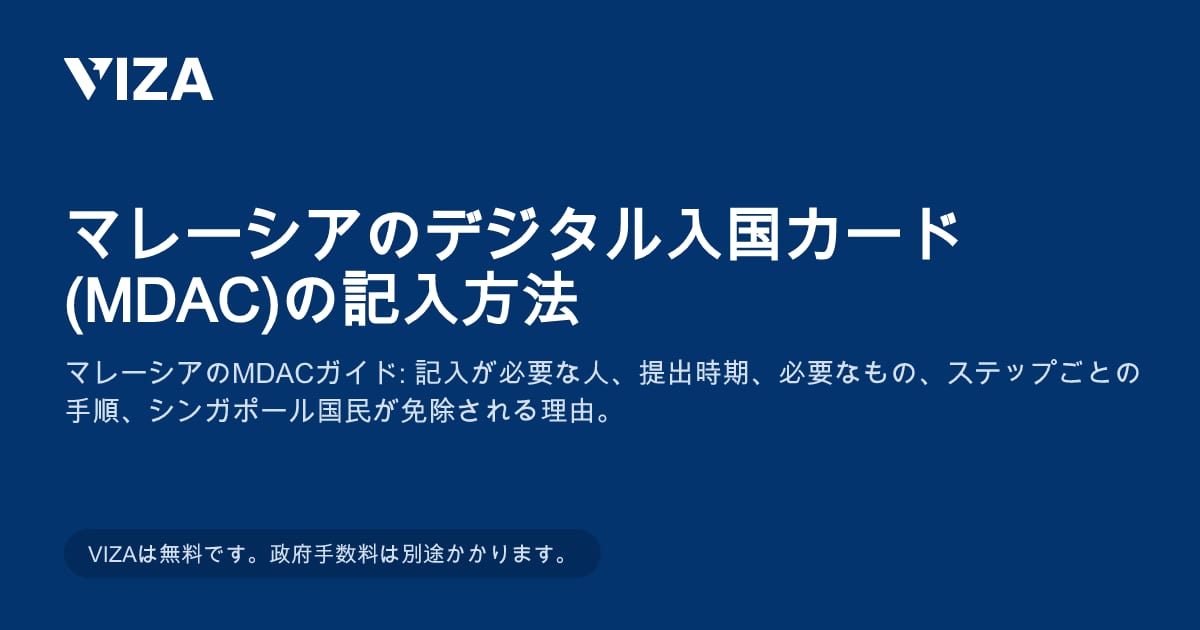 VIZA
マレーシアのデジタル入国カード
(MDAC)の記入方法
マレーシアのMDACガイド: 記入が必要な人、提出時期、必要なもの、ステップごとの
手順、シンガポール国民が免除される理由。
VIZAは無料です。政府手数料は別途かかります。